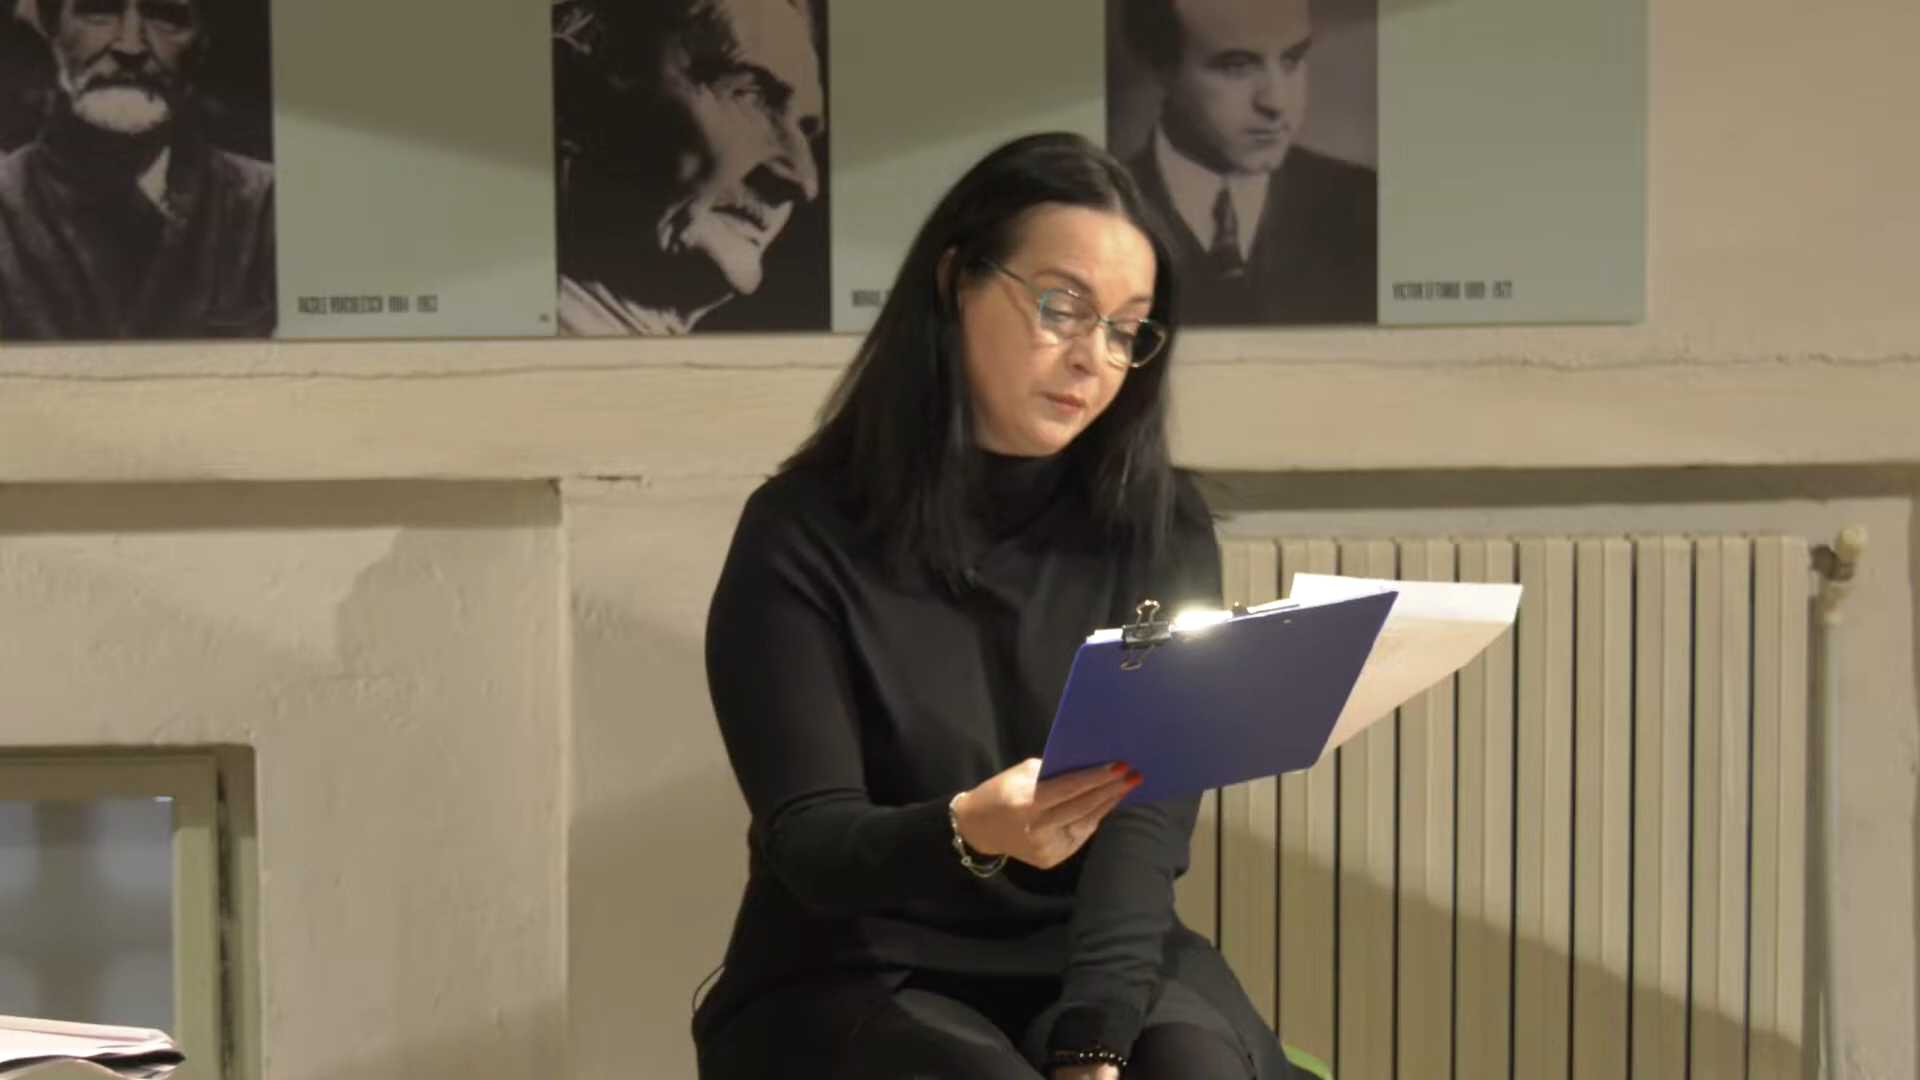 VASILE VOICULESCU 1884 - 1963
VICTOR EFTIMIU 1889 - 1972